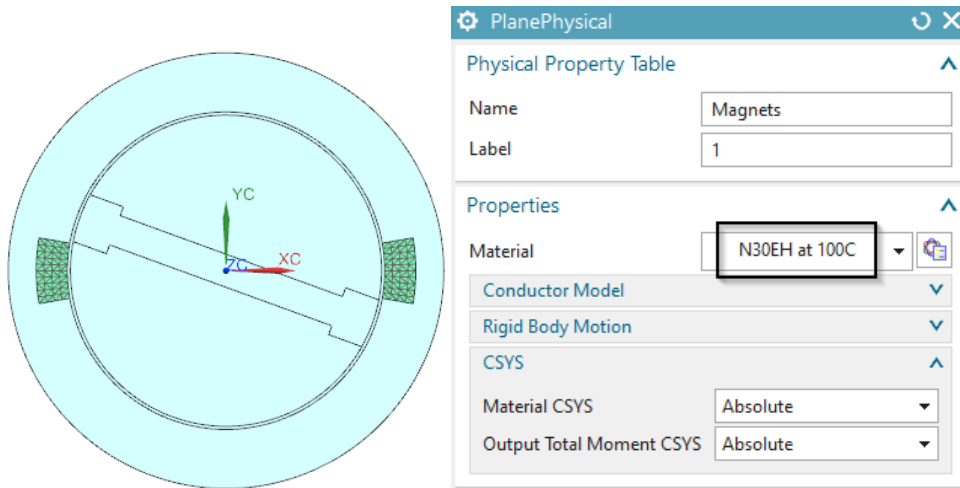 PlanePhysical
Physical Property Table
Name Magnets
Label 1
Properties
Material N30EH at 100C
Conductor Model
Rigid Body Motion
CSYS
Material CSYS Absolute
Output Total Moment CSYS Absolute
YC
XC
ZC